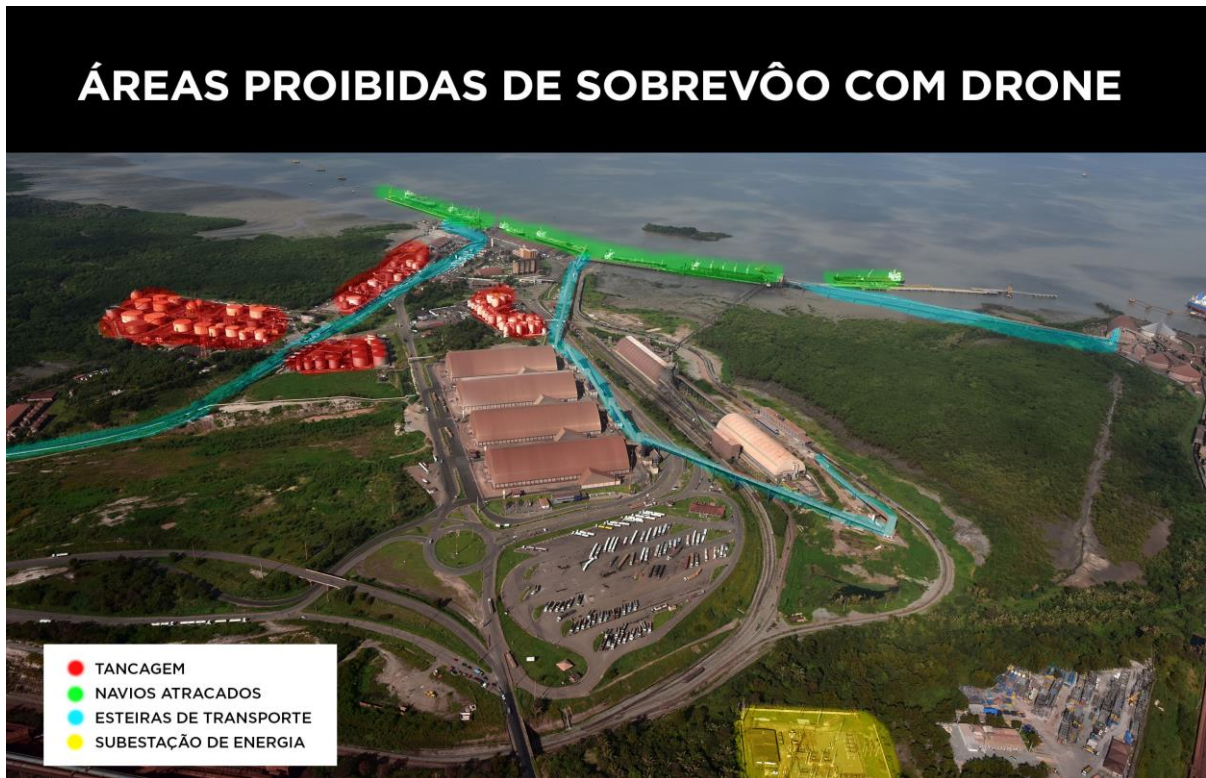 ÁREAS PROIBIDAS DE SOBREVÔO COM DRONE
TANCAGEM
NAVIOS ATRACADOS
ESTEIRAS DE TRANSPORTE
SUBESTAÇÃO DE ENERGIA